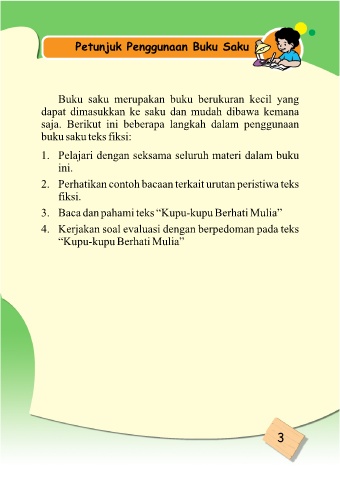 Petunjuk Penggunaan Buku Saku
Buku saku merupakan buku berukuran kecil yang
dapat dimasukkan ke saku dan mudah dibawa kemana
saja. Berikut ini beberapa langkah dalam penggunaan
buku saku teks fiksi:
1. Pelajari dengan seksama seluruh materi dalam buku
ini.
2. Perhatikan contoh bacaan terkait urutan peristiwa teks
fiksi.
3. Baca dan pahami teks “Kupu-kupu Berhati Mulia”
4. Kerjakan soal evaluasi dengan berpedoman pada teks
“Kupu-kupu Berhati Mulia”
3